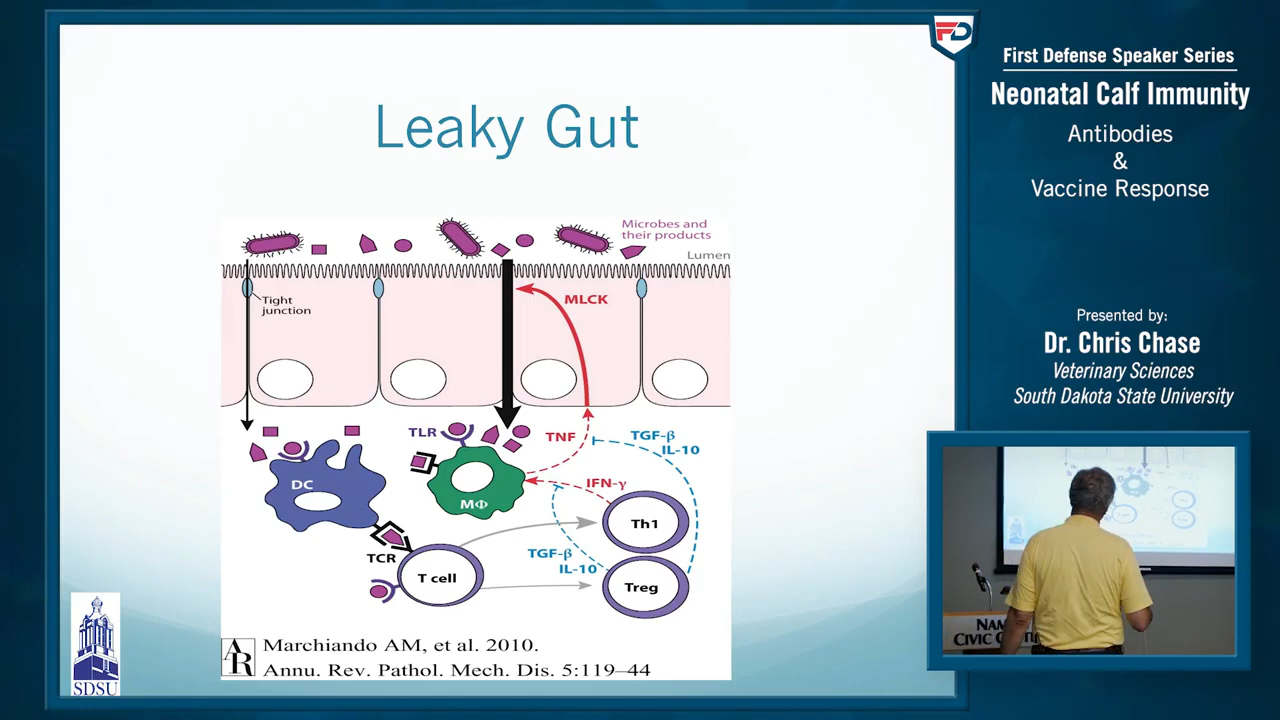 Leaky Gut
Microbes and
their products
Lumen
Tight
junction
MLCK
TLR
TNF
TGF-β
IL-10
DC
MΦ
IFN-γ
Th1
TCR
T cell
TGF-β
IL-10
Treg
AR
Marchiando AM, et al. 2010.
Annu. Rev. Pathol. Mech. Dis. 5:119–44
SDSU
FD
First Defense Speaker Series
Neonatal Calf Immunity
Antibodies
&
Vaccine Response
Presented by:
Dr. Chris Chase
Veterinary Sciences
South Dakota State University
CIVIC